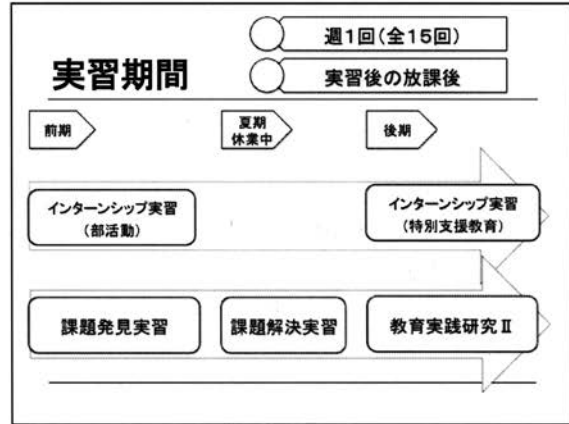 週1回(全15回)
実習期間
実習後の放課後
前期
夏期
休業中
後期
インターンシップ実習
(部活動)
インターンシップ実習
(特別支援教育)
課題発見実習
課題解決実習
教育実践研究Ⅱ